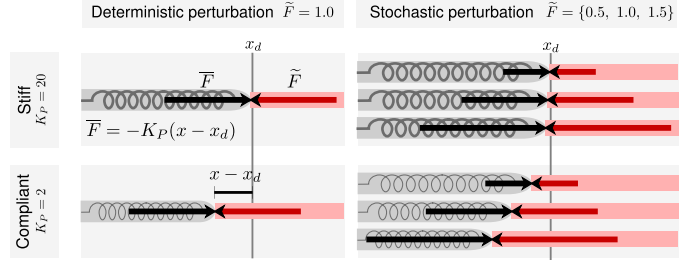 Deterministic perturbation F̃ = 1.0
Stochastic perturbation F̃ = {0.5, 1.0, 1.5}
x_d
x_d
Stiff
K_P = 20
F̅
F̃
F̅ = −K_P(x − x_d)
Compliant
K_P = 2
x − x_d